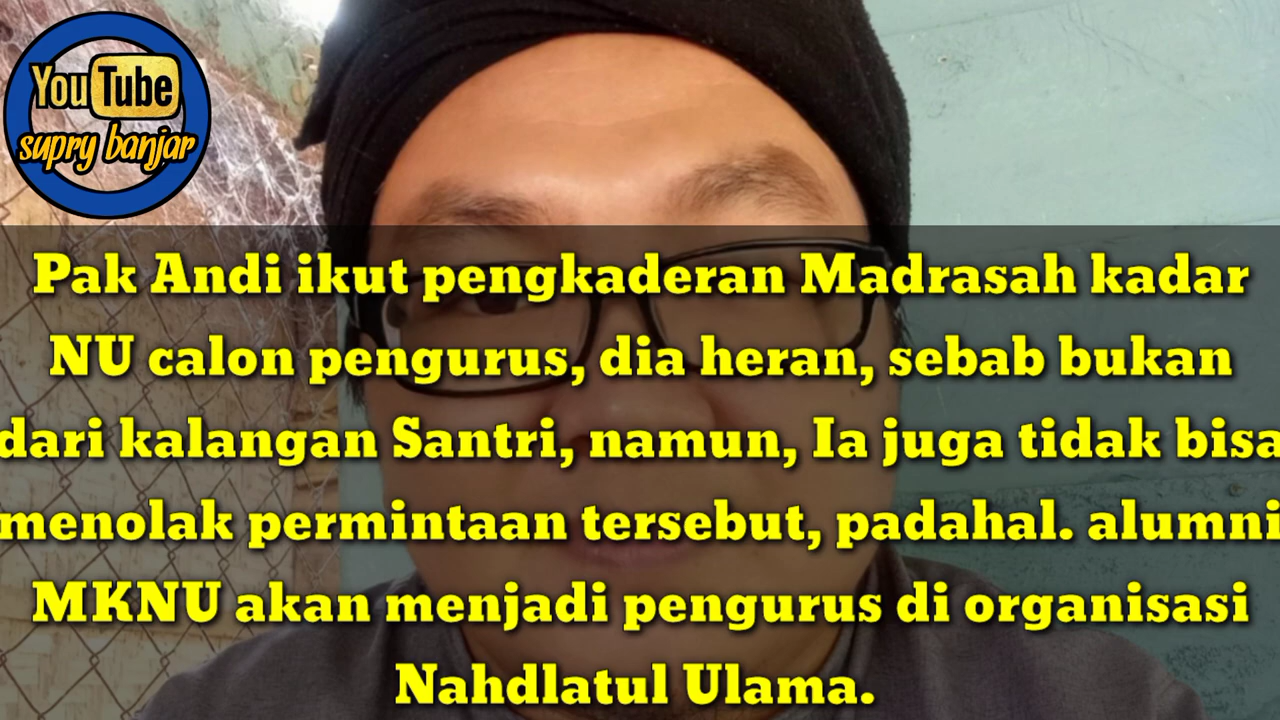 YouTube
supry banjar
Pak Andi ikut pengkaderan Madrasah kadar
NU calon pengurus, dia heran, sebab bukan
dari kalangan Santri, namun, Ia juga tidak bisa
menolak permintaan tersebut, padahal. alumni
MKNU akan menjadi pengurus di organisasi
Nahdlatul Ulama.